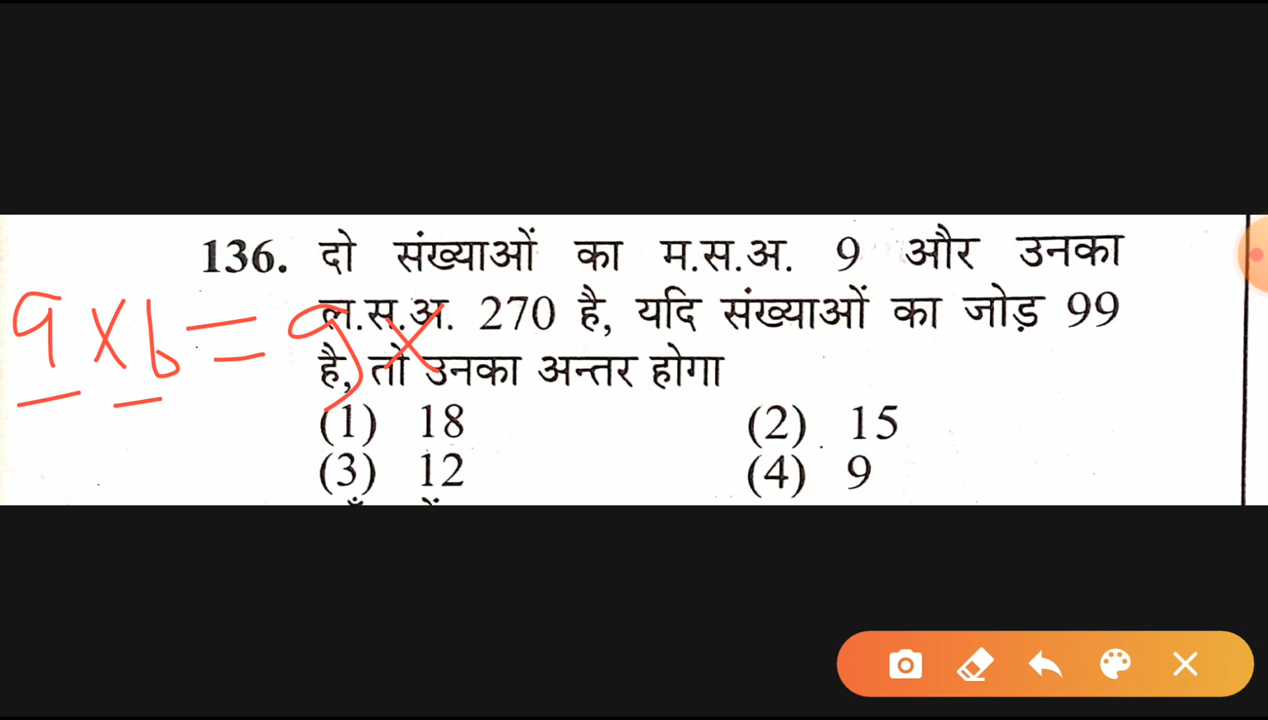 136. दो संख्याओं का म.स.अ. 9 और उनका
ल.स.अ. 270 है, यदि संख्याओं का जोड़ 99
है, तो उनका अन्तर होगा
a × b = 9 ×
(1) 18 (2) 15
(3) 12 (4) 9